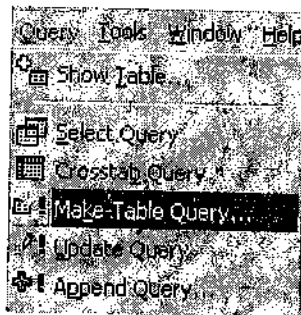 Query Tools Window Help
Show Table...
Select Query
Crosstab Query
Make-Table Query...
Update Query
Append Query...